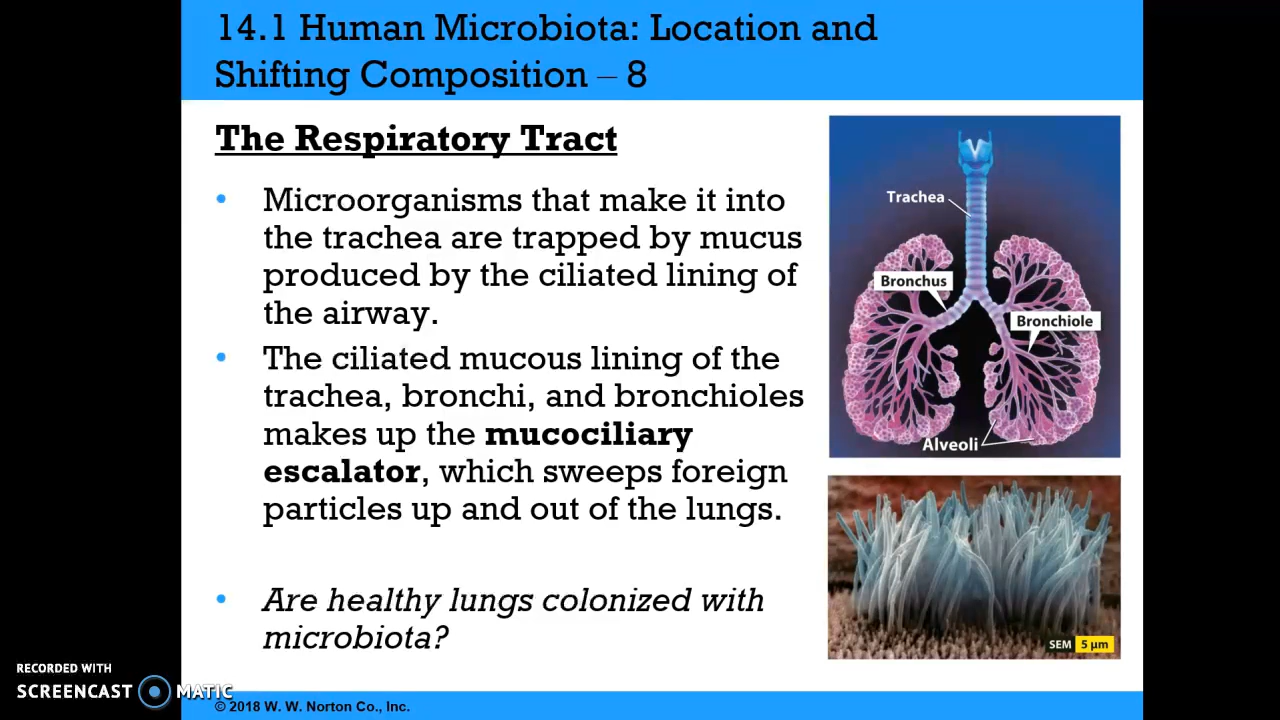 14.1 Human Microbiota: Location and
Shifting Composition – 8
The Respiratory Tract
• Microorganisms that make it into
the trachea are trapped by mucus
produced by the ciliated lining of
the airway.
• The ciliated mucous lining of the
trachea, bronchi, and bronchioles
makes up the mucociliary
escalator, which sweeps foreign
particles up and out of the lungs.
• Are healthy lungs colonized with
microbiota?
Trachea
Bronchus
Bronchiole
Alveoli
SEM 5 µm
RECORDED WITH
SCREENCAST MATIC
© 2018 W. W. Norton Co., Inc.